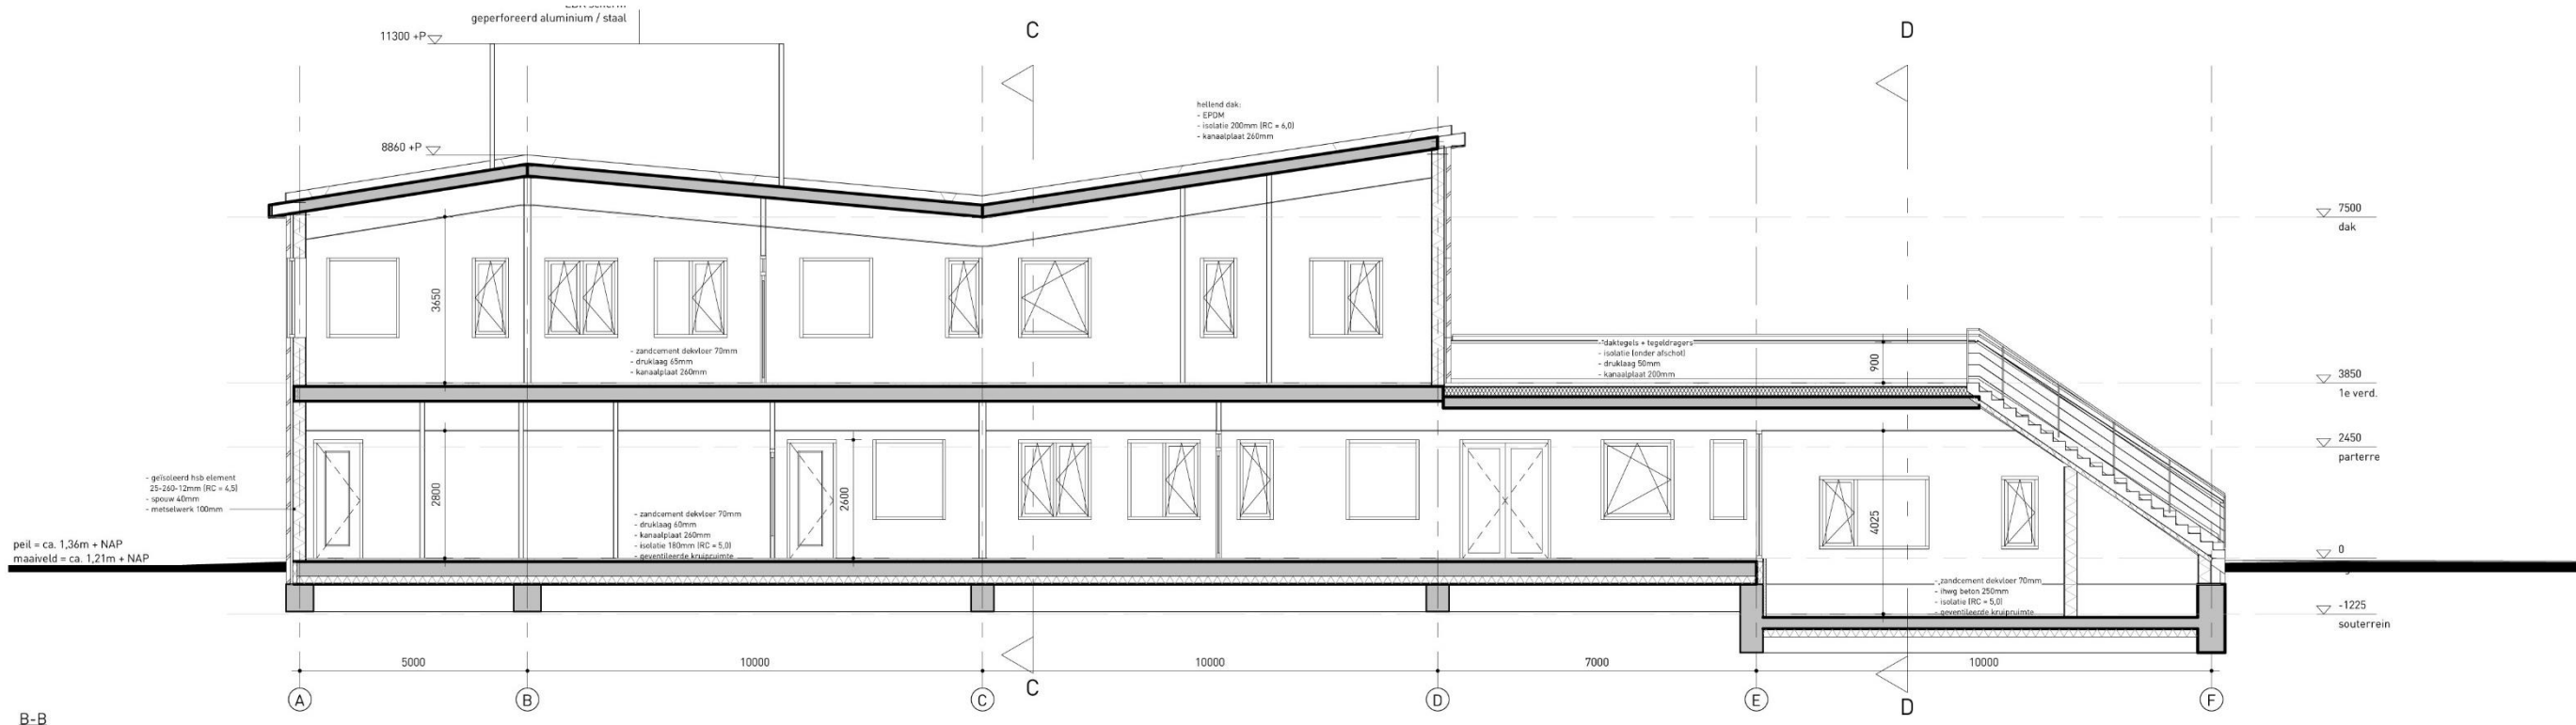 geperforeerd aluminium / staal
11300 +P
8860 +P
C
D
hellend dak:
- EPDM
- isolatie 200mm (RC = 6,0)
- kanaalplaat 260mm
7500
dak
3650
- zandcement dekvloer 70mm
- druklaag 65mm
- kanaalplaat 260mm
- daktegels + tegeldragers
- isolatie (onder afschot)
- druklaag 50mm
- kanaalplaat 200mm
900
3850
1e verd.
2450
parterre
- geïsoleerd hsb element
25-260-12mm (RC = 4,5)
- spouw 40mm
- metselwerk 100mm
2800
2600
- zandcement dekvloer 70mm
- druklaag 60mm
- kanaalplaat 260mm
- isolatie 180mm (RC = 5,0)
- geventileerde kruipruimte
4025
peil = ca. 1,36m + NAP
maaiveld = ca. 1,21m + NAP
0
- zandcement dekvloer 70mm
- ihwg beton 250mm
- isolatie (RC = 5,0)
- geventileerde kruipruimte
-1225
souterrein
5000
10000
10000
7000
10000
A
B
C
D
E
F
C
D
B-B